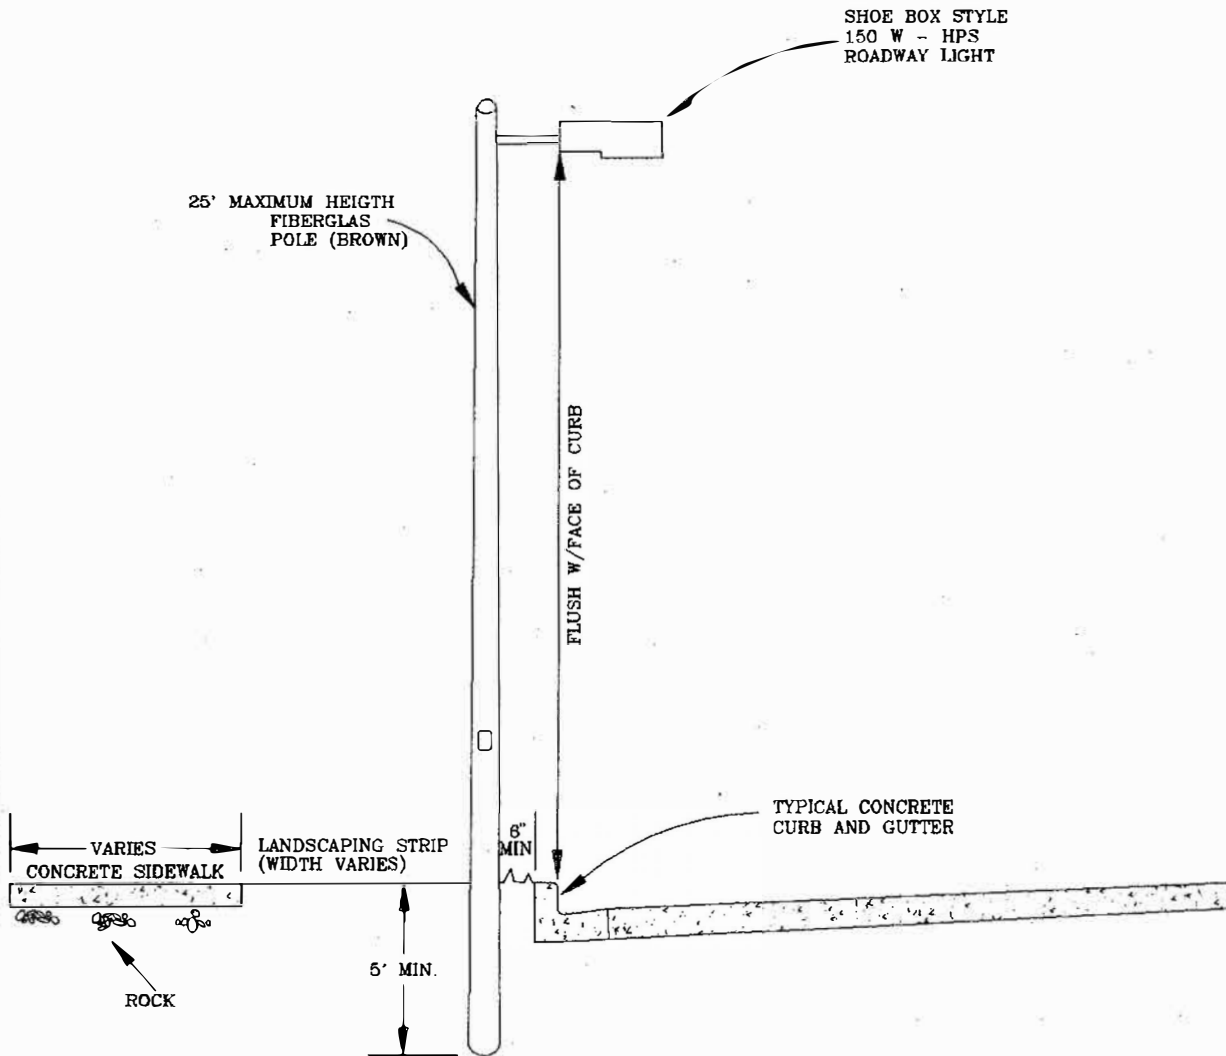 SHOE BOX STYLE
150 W - HPS
ROADWAY LIGHT
25' MAXIMUM HEIGTH
FIBERGLAS
POLE (BROWN)
FLUSH W/FACE OF CURB
TYPICAL CONCRETE
CURB AND GUTTER
6"
MIN
VARIES
CONCRETE SIDEWALK
LANDSCAPING STRIP
(WIDTH VARIES)
5' MIN.
ROCK